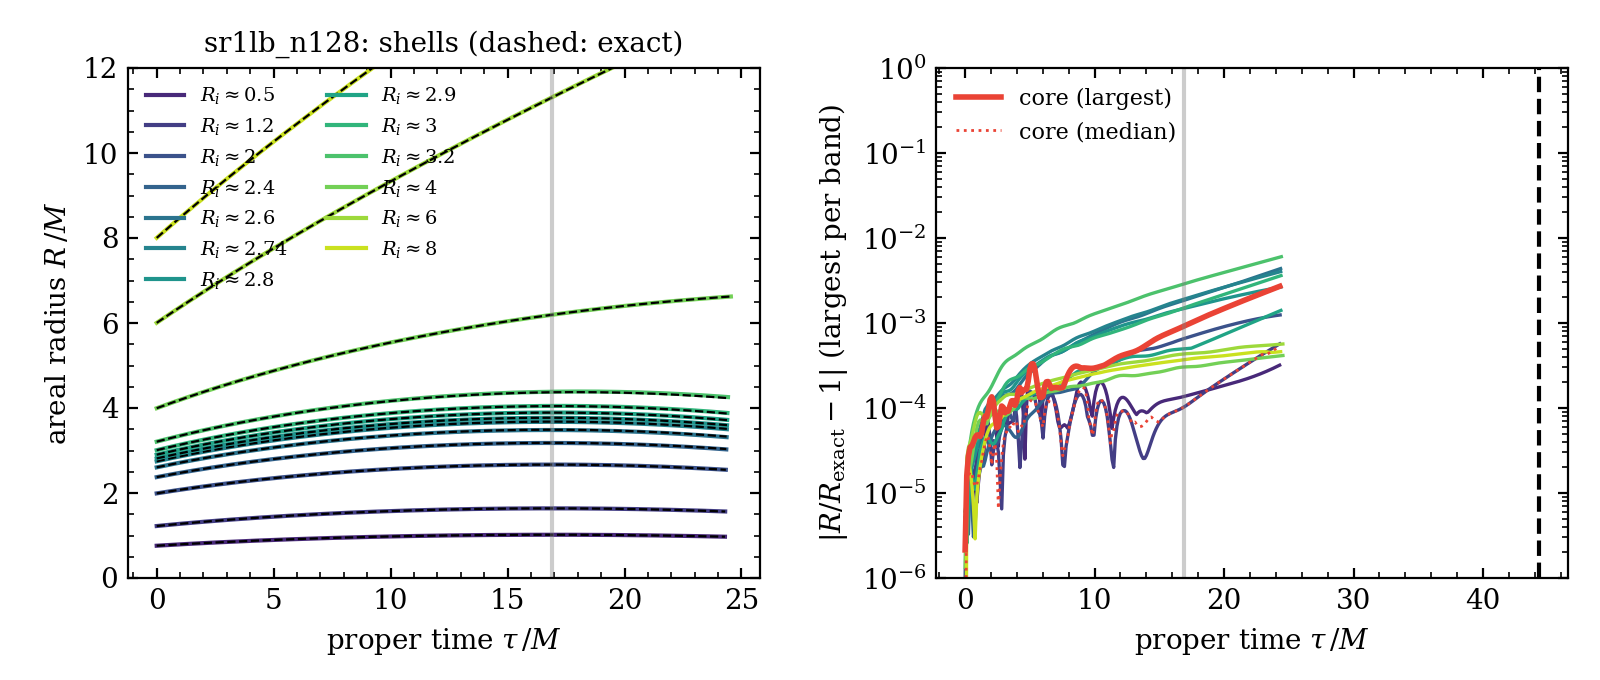 sr1lb_n128: shells (dashed: exact)
12
10
8
6
4
2
0
areal radius R/M
R_i ≈ 0.5
R_i ≈ 1.2
R_i ≈ 2
R_i ≈ 2.4
R_i ≈ 2.6
R_i ≈ 2.74
R_i ≈ 2.8
R_i ≈ 2.9
R_i ≈ 3
R_i ≈ 3.2
R_i ≈ 4
R_i ≈ 6
R_i ≈ 8
0 5 10 15 20 25
proper time τ/M
10^0
10^-1
10^-2
10^-3
10^-4
10^-5
10^-6
|R/R_exact − 1| (largest per band)
core (largest)
core (median)
0 10 20 30 40
proper time τ/M